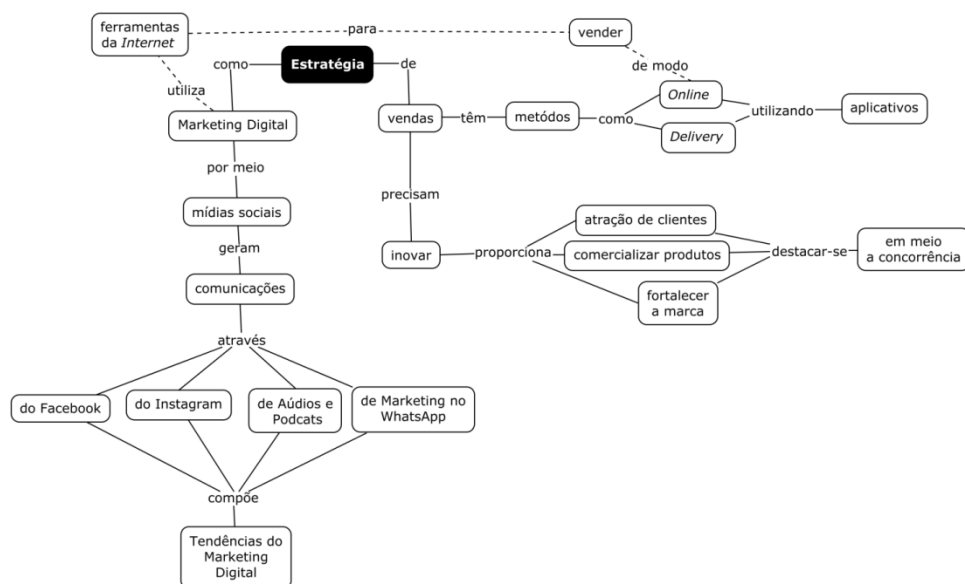 ferramentas
da Internet
para
vender
como
Estratégia
de
de modo
utiliza
Online
Marketing Digital
vendas
têm
metódos
como
utilizando
aplicativos
Delivery
por meio
precisam
mídias sociais
atração de clientes
geram
inovar
proporciona
comercializar produtos
destacar-se
em meio
a concorrência
comunicações
fortalecer
a marca
através
do Facebook
do Instagram
de Aúdios e
Podcats
de Marketing no
WhatsApp
compõe
Tendências do
Marketing
Digital